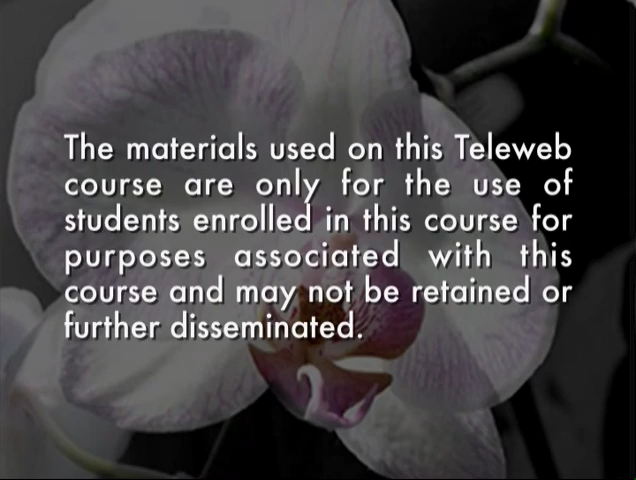 The materials used on this Teleweb
course are only for the use of
students enrolled in this course for
purposes associated with this
course and may not be retained or
further disseminated.